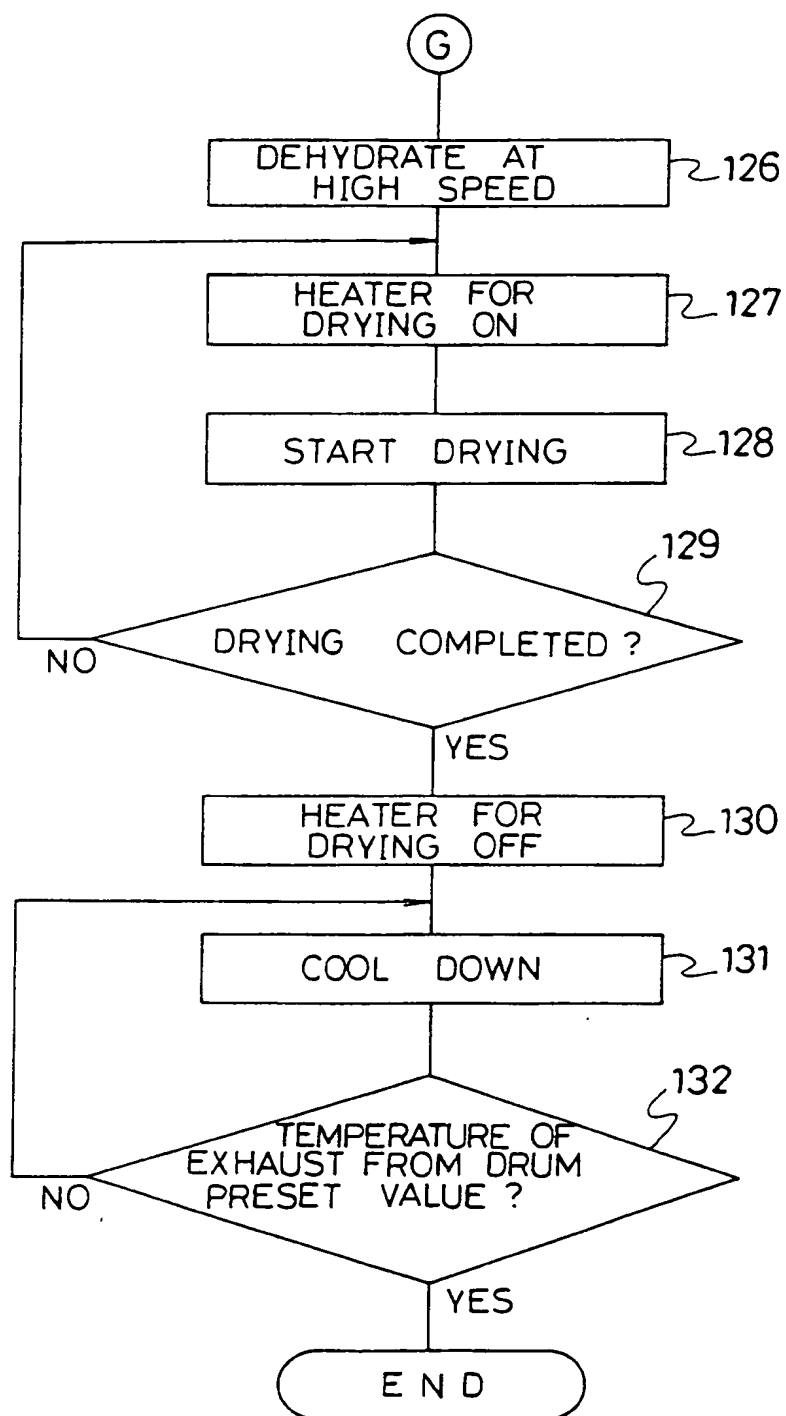 G
DEHYDRATE AT
HIGH SPEED
126
HEATER FOR
DRYING ON
127
START DRYING
128
129
DRYING COMPLETED ?
NO
YES
HEATER FOR
DRYING OFF
130
COOL DOWN
131
132
TEMPERATURE OF
EXHAUST FROM DRUM
PRESET VALUE ?
NO
YES
END